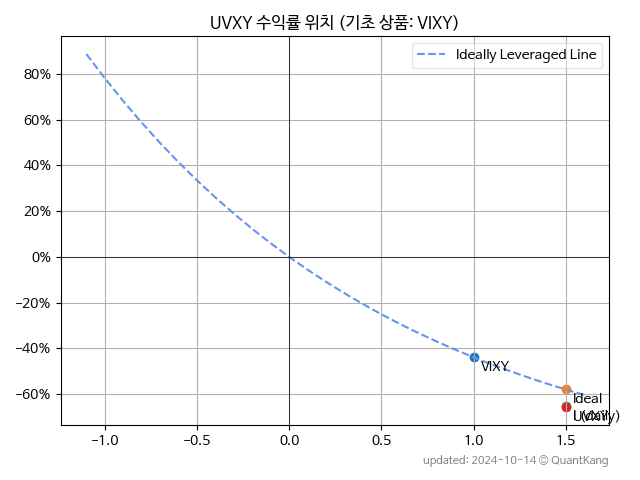 UVXY 수익률 위치 (기초 상품: VIXY)
Ideally Leveraged Line
80%
60%
40%
20%
0%
−20%
−40%
−60%
VIXY
Ideal
UVXY
−1.0
−0.5
0.0
0.5
1.0
1.5
updated: 2024-10-14 © QuantKang